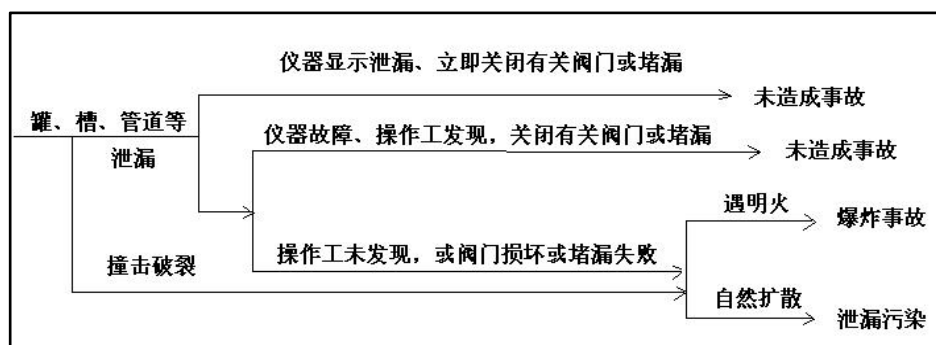 仪器显示泄漏、立即关闭有关阀门或堵漏
未造成事故
罐、槽、管道等
泄漏
仪器故障、操作工发现，关闭有关阀门或堵漏
未造成事故
遇明火
爆炸事故
操作工未发现，或阀门损坏或堵漏失败
撞击破裂
自然扩散
泄漏污染